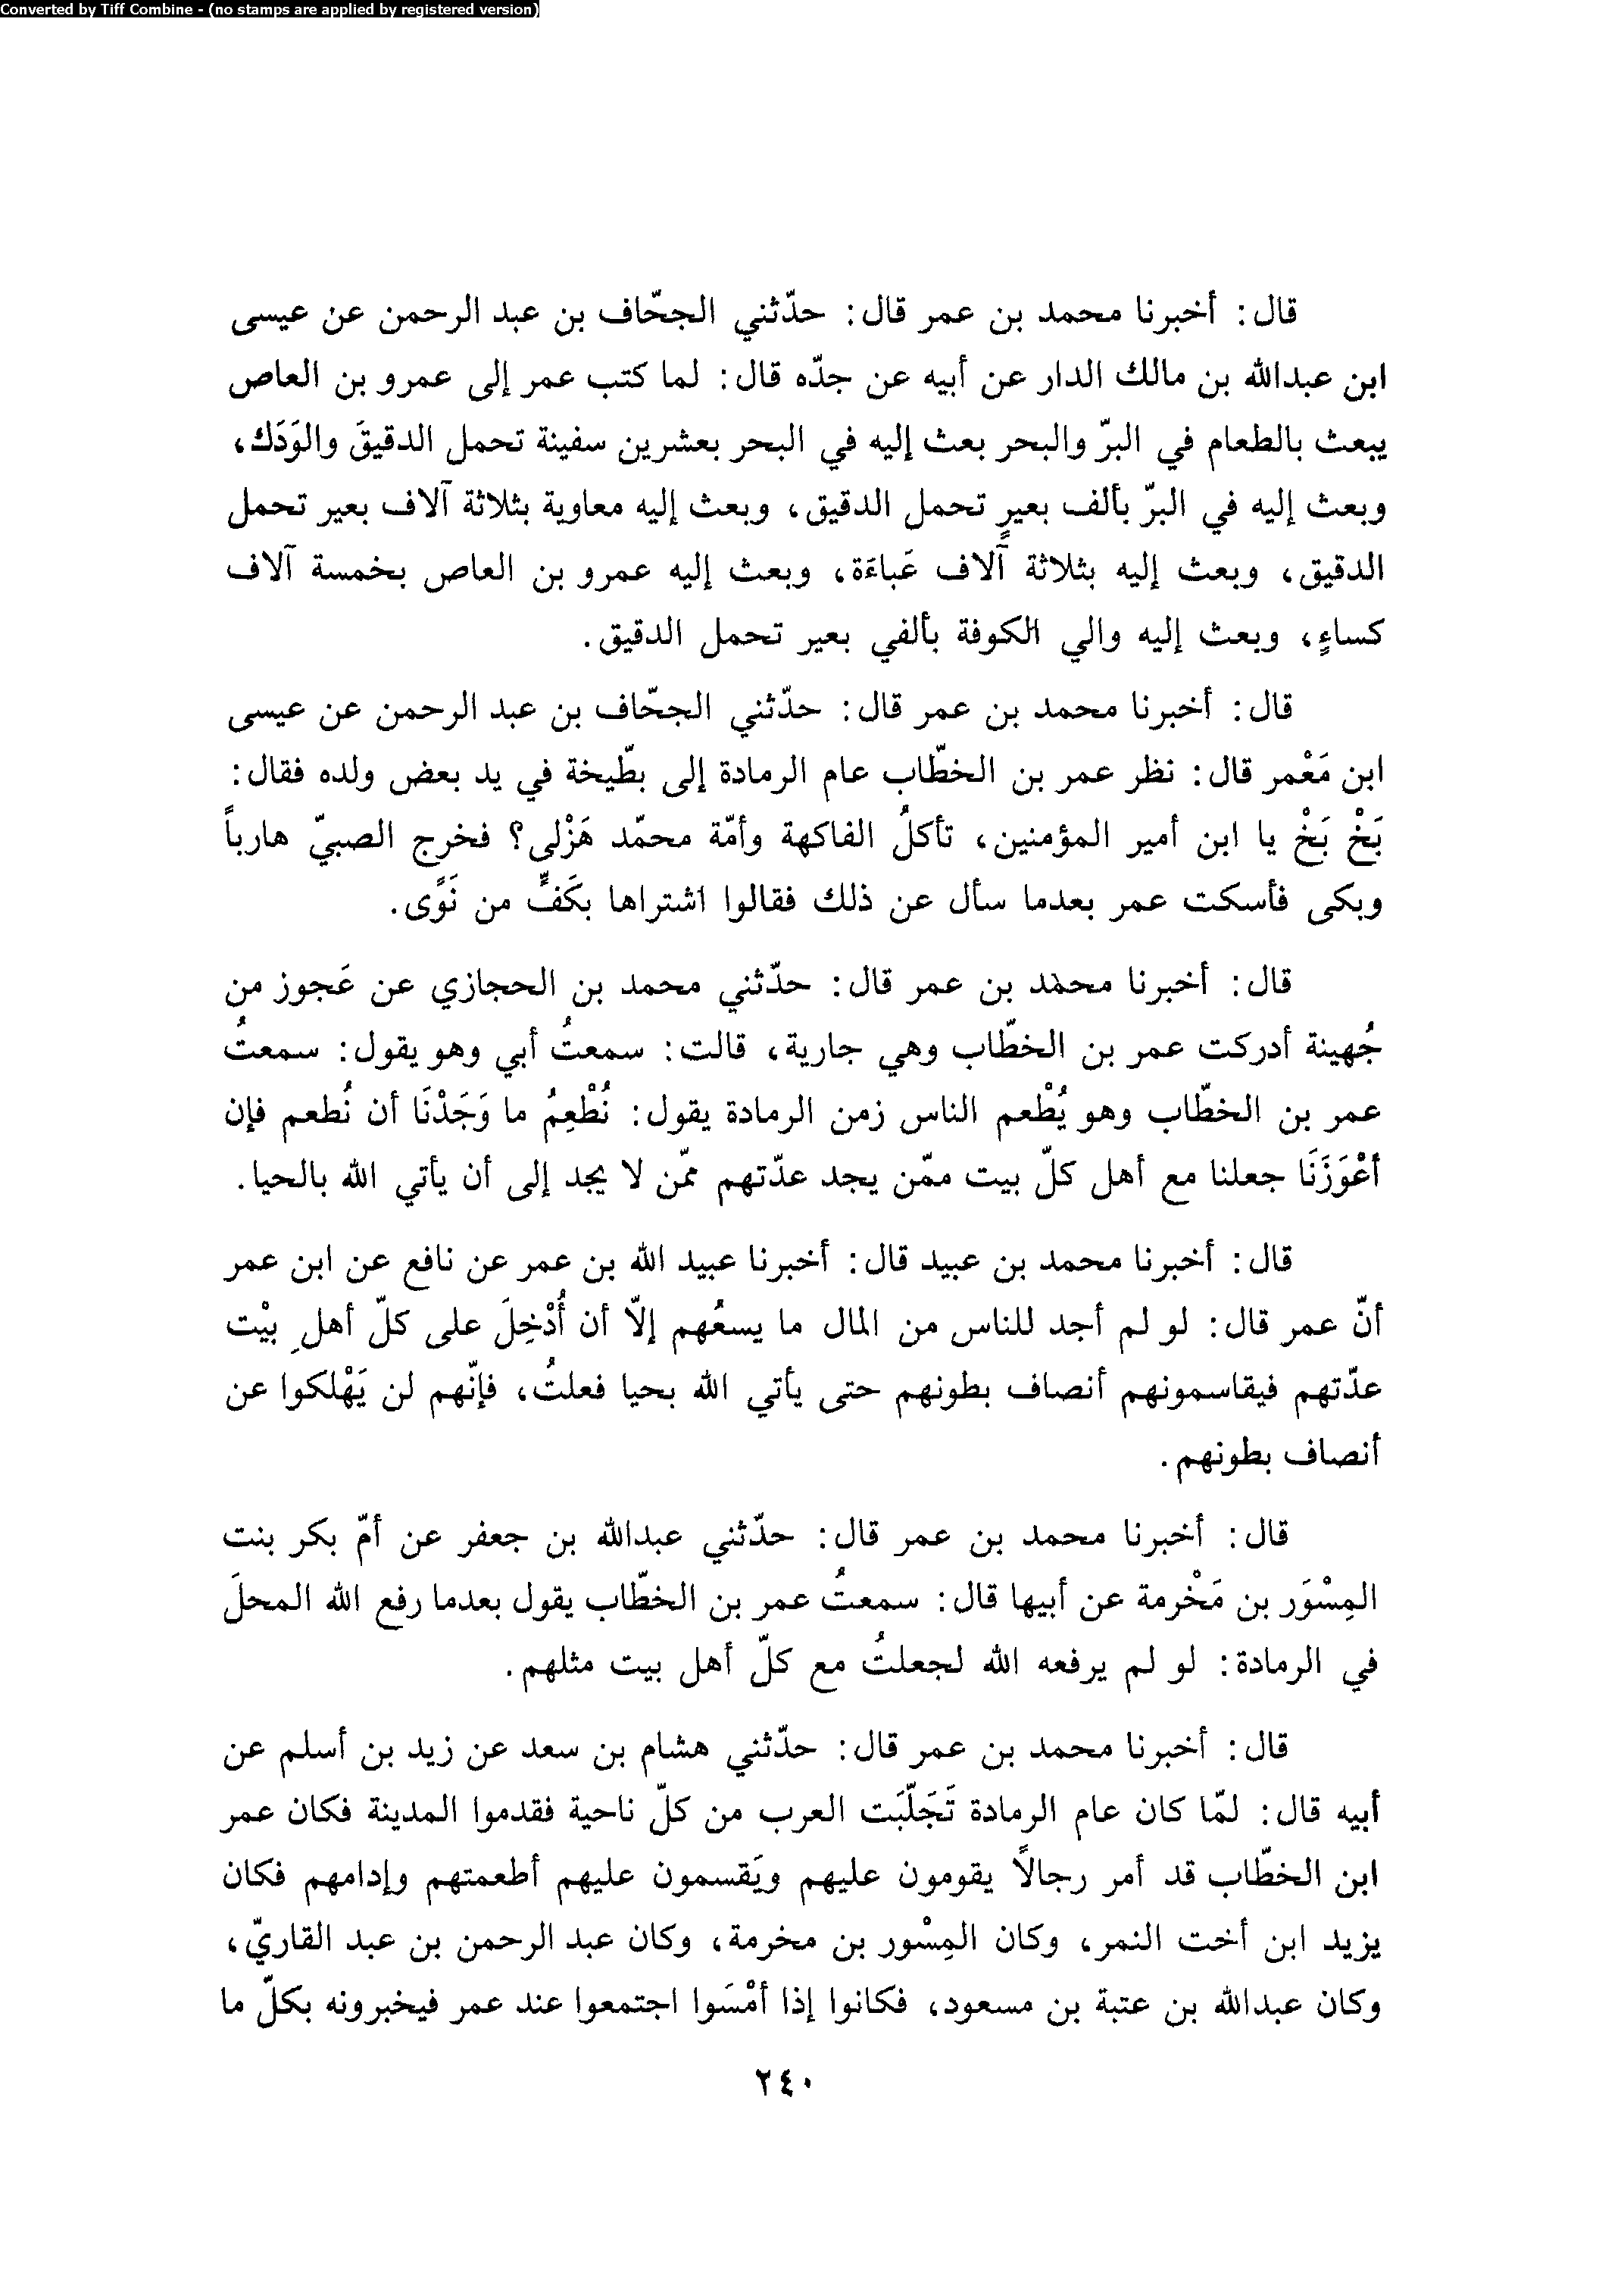 Converted by Tiff Combine - (no stamps are applied by registered version)
قال: أخبرنا محمد بن عمر قال: حدّثني الجحّاف بن عبد الرحمن عن عيسى
ابن عبدالله بن مالك الدار عن أبيه عن جدّه قال: لما كتب عمر إلى عمرو بن العاص
يبعث بالطعام في البرّ والبحر بعث إليه في البحر بعشرين سفينة تحمل الدقيقَ والوَدَك،
وبعث إليه في البرّ بألف بعيرٍ تحمل الدقيق، وبعث إليه معاوية بثلاثة آلاف بعير تحمل
الدقيق، وبعث إليه بثلاثة آلاف عَباءَة، وبعث إليه عمرو بن العاص بخمسة آلاف
كساءٍ، وبعث إليه والي الكوفة بألفي بعير تحمل الدقيق.
قال: أخبرنا محمد بن عمر قال: حدّثني الجحّاف بن عبد الرحمن عن عيسى
ابن مَعْمر قال: نظر عمر بن الخطّاب عام الرمادة إلى بطّيخة في يد بعض ولده فقال:
بَخْ بَخْ يا ابن أمير المؤمنين، تأكلُ الفاكهة وأمّة محمّد هَزْلى؟ فخرج الصبيّ هارباً
وبكى فأسكت عمر بعدما سأل عن ذلك فقالوا اشتراها بكَفٍّ من نَوًى.
قال: أخبرنا محمد بن عمر قال: حدّثني محمد بن الحجازي عن عَجوز من
جُهينة أدركت عمر بن الخطّاب وهي جارية، قالت: سمعتُ أبي وهو يقول: سمعتُ
عمر بن الخطّاب وهو يُطْعم الناس زمن الرمادة يقول: نُطْعِمُ ما وَجَدْنَا أن نُطعم فإن
أعْوَزَنَا جعلنا مع أهل كلّ بيت ممّن يجد عدّتهم ممّن لا يجد إلى أن يأتي الله بالحيا.
قال: أخبرنا محمد بن عبيد قال: أخبرنا عبيد الله بن عمر عن نافع عن ابن عمر
أنّ عمر قال: لو لم أجد للناس من المال ما يسعُهم إلاّ أن أُدْخِلَ على كلّ أهلِ بيْت
عدّتهم فيقاسمونهم أنصاف بطونهم حتى يأتي الله بحيا فعلتُ، فإنّهم لن يَهْلكوا عن
أنصاف بطونهم.
قال: أخبرنا محمد بن عمر قال: حدّثني عبدالله بن جعفر عن أمّ بكر بنت
المِسْوَر بن مَخْرمة عن أبيها قال: سمعتُ عمر بن الخطّاب يقول بعدما رفع الله المحلَ
في الرمادة: لو لم يرفعه الله لجعلتُ مع كلّ أهل بيت مثلهم.
قال: أخبرنا محمد بن عمر قال: حدّثني هشام بن سعد عن زيد بن أسلم عن
أبيه قال: لمّا كان عام الرمادة تَجَلّبَت العرب من كلّ ناحية فقدموا المدينة فكان عمر
ابن الخطّاب قد أمر رجالاً يقومون عليهم ويَقسمون عليهم أطعمتهم وإدامهم فكان
يزيد ابن أخت النمر، وكان المِسْور بن مخرمة، وكان عبد الرحمن بن عبد القاريّ،
وكان عبدالله بن عتبة بن مسعود، فكانوا إذا أمْسَوا اجتمعوا عند عمر فيخبرونه بكلّ ما
٢٤٠